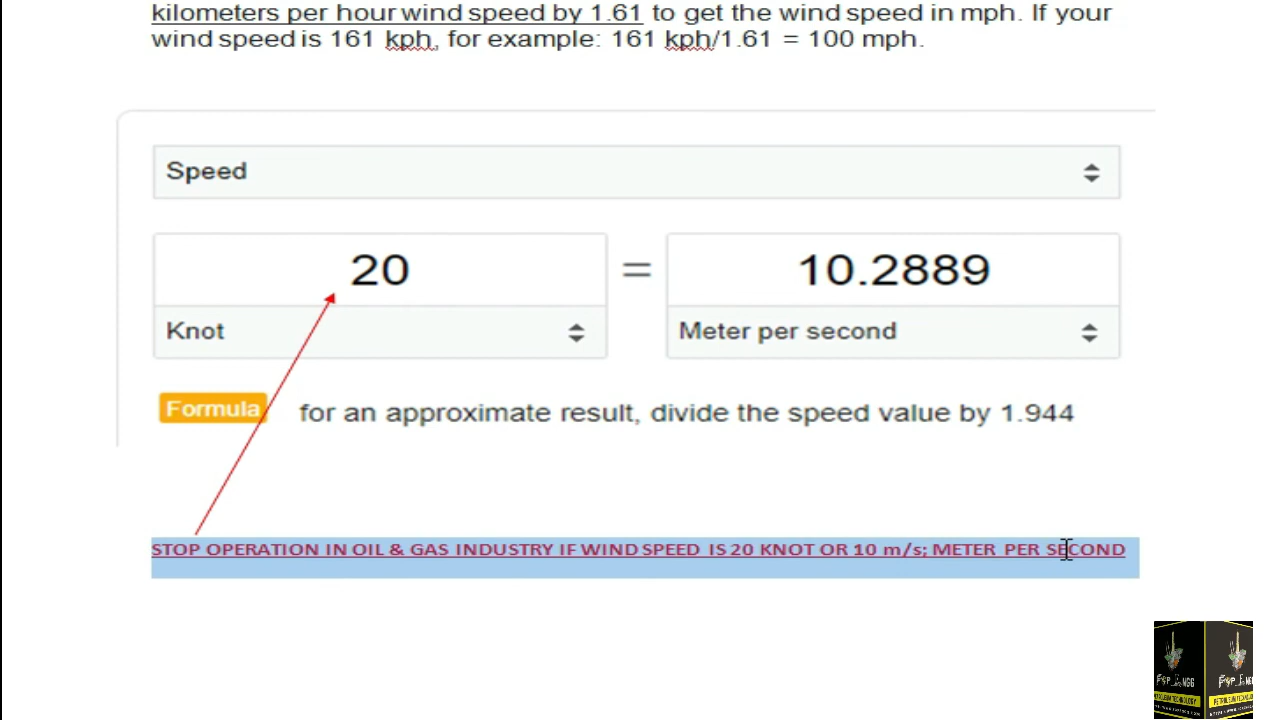 kilometers per hour wind speed by 1.61 to get the wind speed in mph. If your
wind speed is 161 kph, for example: 161 kph/1.61 = 100 mph.
Speed
20 = 10.2889
Knot Meter per second
Formula for an approximate result, divide the speed value by 1.944
STOP OPERATION IN OIL & GAS INDUSTRY IF WIND SPEED IS 20 KNOT OR 10 m/s; METER PER SECOND